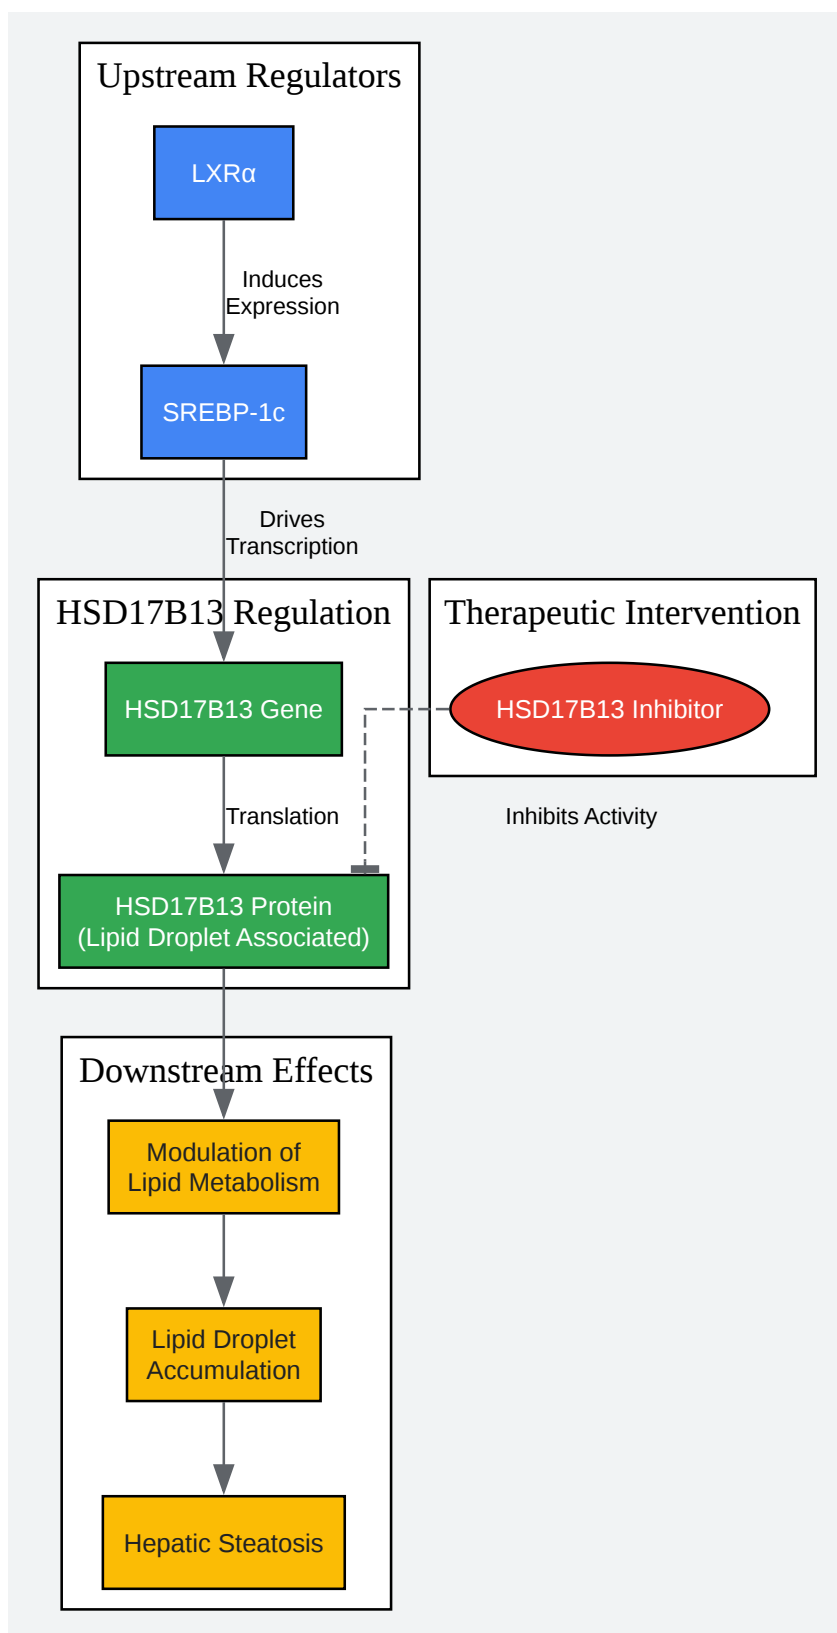 Upstream Regulators
LXRα
Induces
Expression
SREBP-1c
Drives
Transcription
HSD17B13 Regulation
HSD17B13 Gene
Translation
HSD17B13 Protein
(Lipid Droplet Associated)
Therapeutic Intervention
HSD17B13 Inhibitor
Inhibits Activity
Downstream Effects
Modulation of
Lipid Metabolism
Lipid Droplet
Accumulation
Hepatic Steatosis